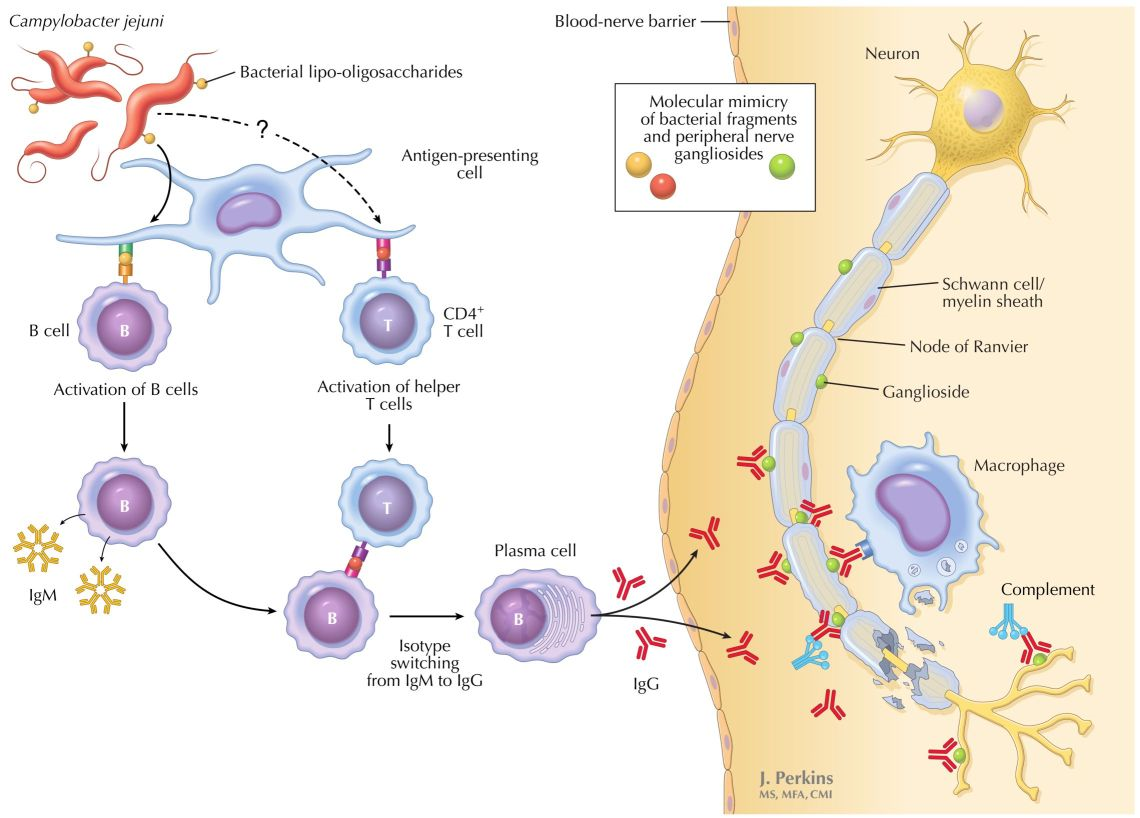 Campylobacter jejuni
Bacterial lipo-oligosaccharides
?
Antigen-presenting
cell
B
B cell
T
CD4+
T cell
Activation of B cells
Activation of helper
T cells
B
IgM
T
B
Isotype
switching
from IgM to IgG
Plasma cell
B
IgG
Blood-nerve barrier
Molecular mimicry
of bacterial fragments
and peripheral nerve
gangliosides
Neuron
Schwann cell/
myelin sheath
Node of Ranvier
Ganglioside
Macrophage
Complement
J. Perkins
MS, MFA, CMI